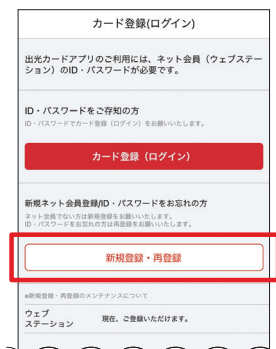 カード登録(ログイン)
出光カードアプリのご利用には、ネット会員（ウェブステー
ション）のID・パスワードが必要です。
ID・パスワードをご存知の方
ID・パスワードでカード登録（ログイン）をお願いいたします。
カード登録（ログイン）
新規ネット会員登録/ID・パスワードをお忘れの方
ネット会員でない方は新規登録をお願いいたします。
ID・パスワードをお忘れの方は再登録をお願いいたします。
新規登録・再登録
※新規登録・再登録のメンテナンスについて
ウェブ
ステーション
現在、ご登録いただけます。